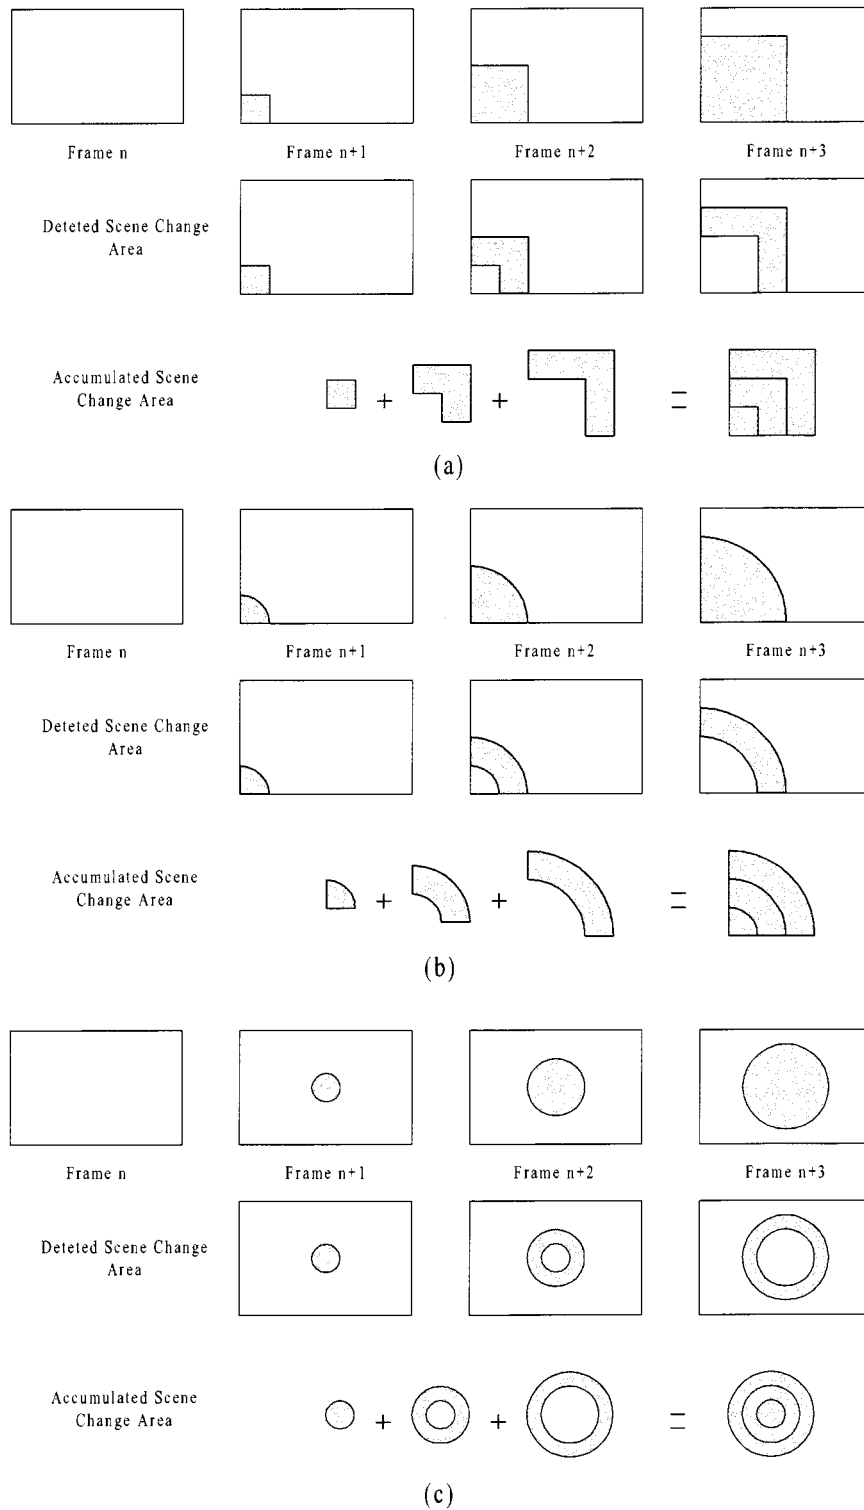 Frame n Frame n+1 Frame n+2 Frame n+3
Deteted Scene Change
Area
Accumulated Scene
Change Area
+ + =
(a)
Frame n Frame n+1 Frame n+2 Frame n+3
Deteted Scene Change
Area
Accumulated Scene
Change Area
+ + =
(b)
Frame n Frame n+1 Frame n+2 Frame n+3
Deteted Scene Change
Area
Accumulated Scene
Change Area
+ + =
(c)